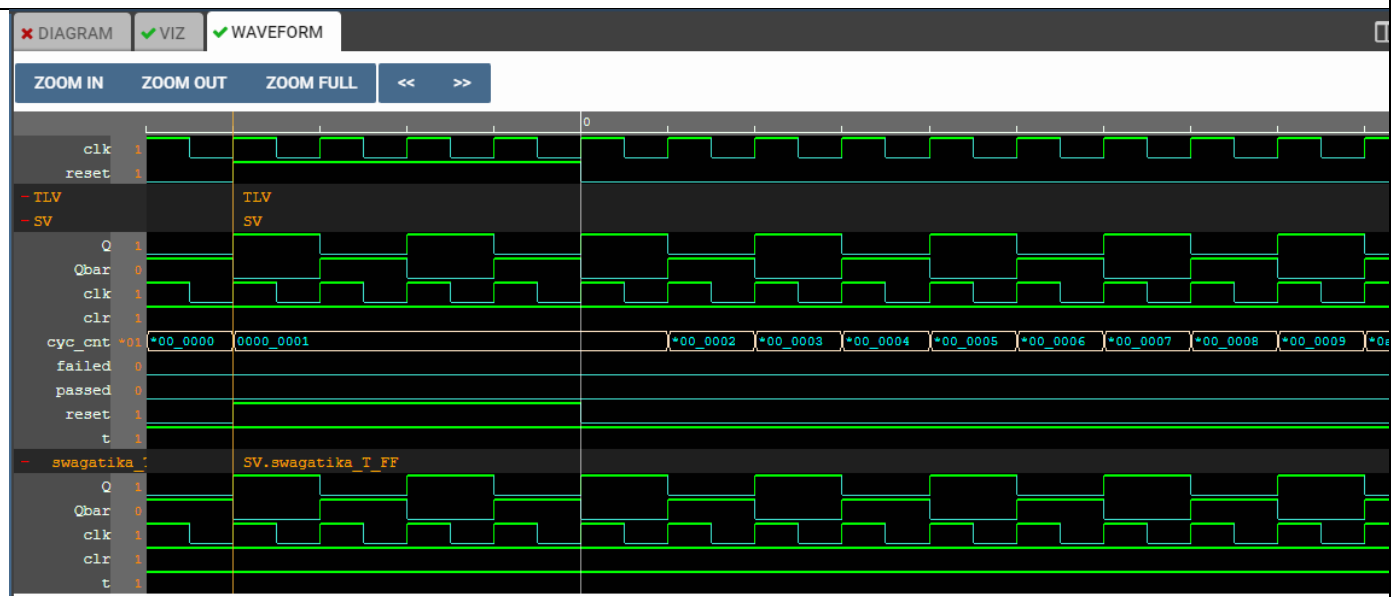 DIAGRAM VIZ WAVEFORM
ZOOM IN ZOOM OUT ZOOM FULL << >>
0
clk 1
reset 1
TLV TLV
SV SV
Q 1
Qbar 0
clk 1
clr 1
cyc_cnt *01 *00_0000 0000_0001 *00_0002 *00_0003 *00_0004 *00_0005 *00_0006 *00_0007 *00_0008 *00_0009
failed 0
passed 0
reset 1
t 1
swagatika_ SV.swagatika_T_FF
Q 1
Qbar 0
clk 1
clr 1
t 1